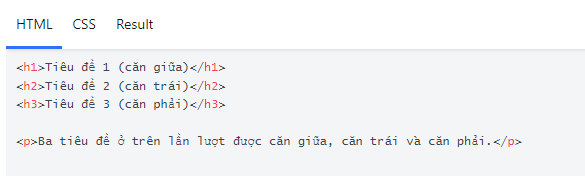 HTML CSS Result
<h1>Tiêu đề 1 (căn giữa)</h1>
<h2>Tiêu đề 2 (căn trái)</h2>
<h3>Tiêu đề 3 (căn phải)</h3>
<p>Ba tiêu đề ở trên lần lượt được căn giữa, căn trái và căn phải.</p>